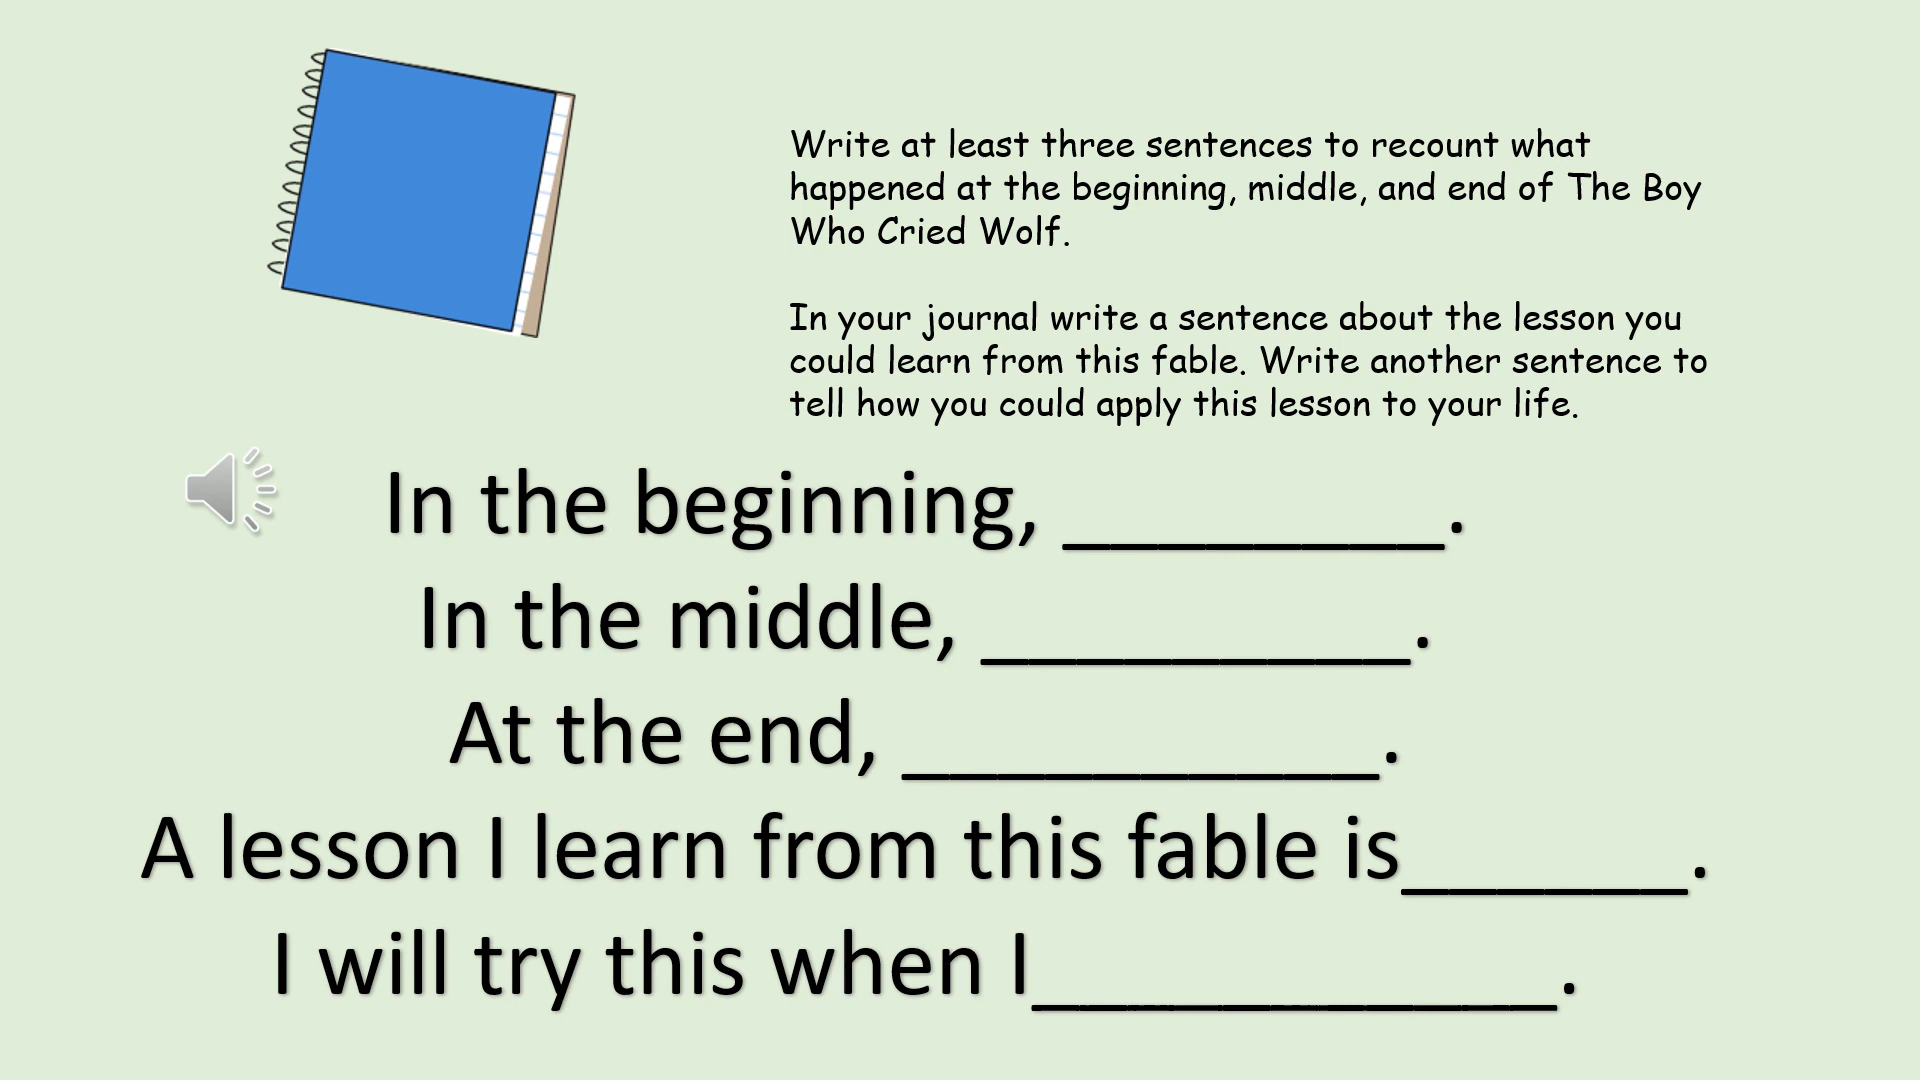 Write at least three sentences to recount what
happened at the beginning, middle, and end of The Boy
Who Cried Wolf.
In your journal write a sentence about the lesson you
could learn from this fable. Write another sentence to
tell how you could apply this lesson to your life.
In the beginning, ________.
In the middle, _________.
At the end, __________.
A lesson I learn from this fable is______.
I will try this when I___________.